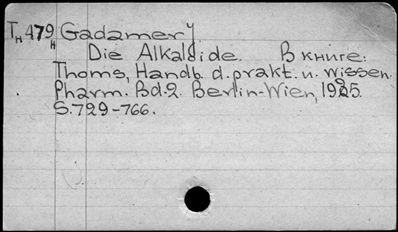 Тн 479 Gadamer J
н Die Alkaloide. В книге:
Thoms, Handb. d. prakt. u. wissen.
Pharm. Bd. 2. Berlin-Wien, 1925.
S. 729-766.